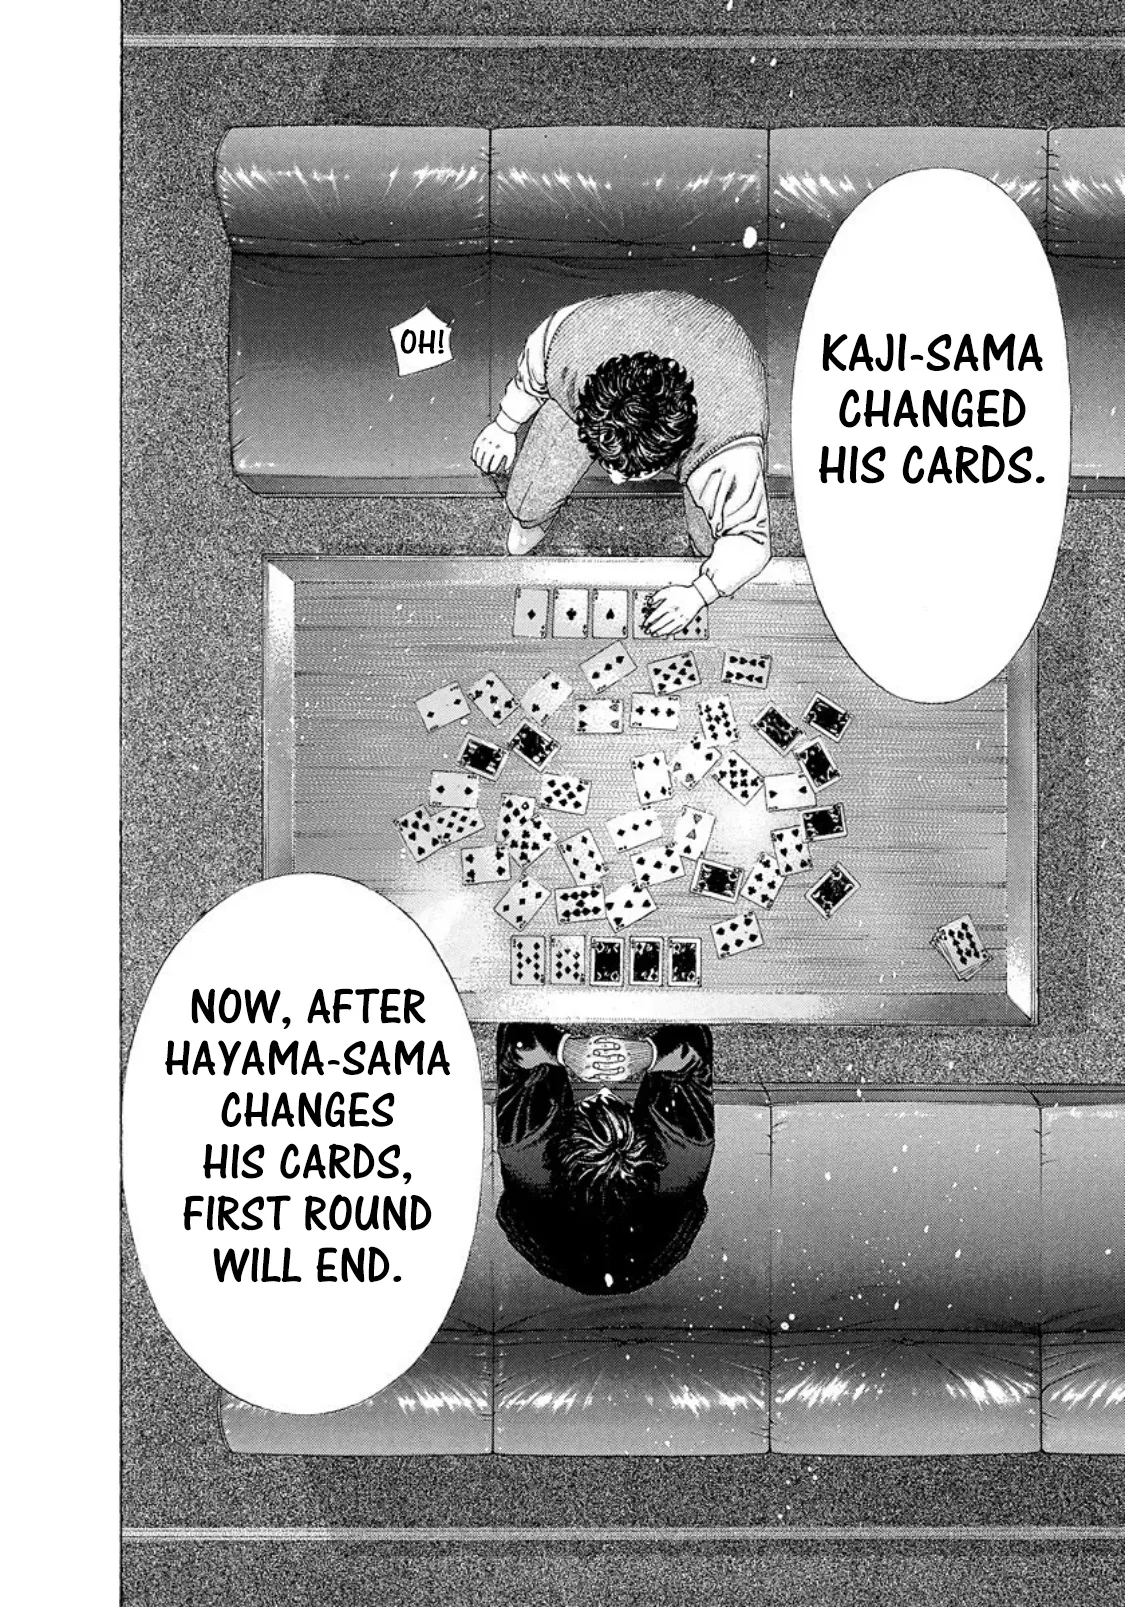 KAJI-SAMA
CHANGED
HIS CARDS.
OH!
NOW, AFTER
HAYAMA-SAMA
CHANGES
HIS CARDS,
FIRST ROUND
WILL END.